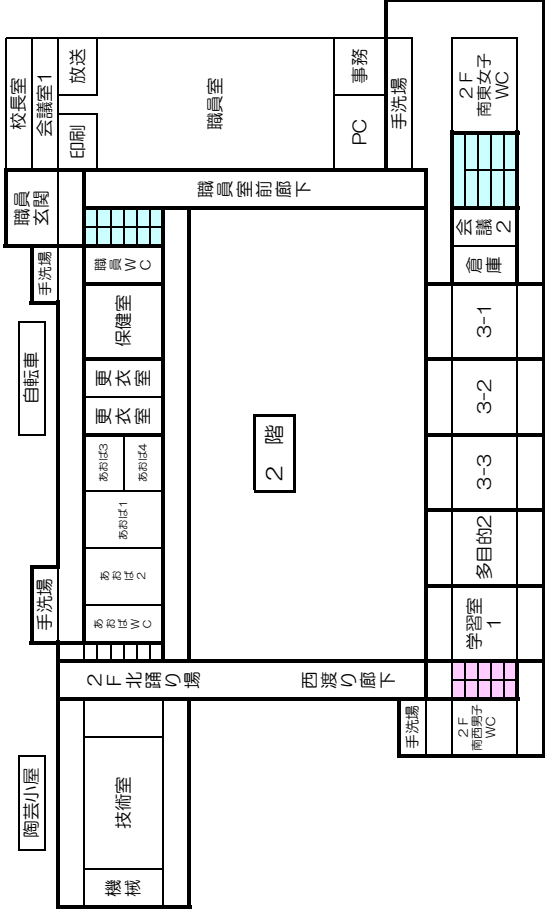 校長室
会議室1
放送
印刷
職員室
事務
PC
手洗場
2F
南東女子
WC
職員
玄関
職員室前廊下
会議
2
倉庫
手洗場
職員
WC
自転車
保健室
更衣室
更衣室
あおば3
あおば4
あおば1
あおば2
あおば
WC
手洗場
2階
3-1
3-2
3-3
多目的2
学習室
1
2F北踊り場
西渡り廊下
手洗場
2F
南西男子
WC
陶芸小屋
技術室
機械